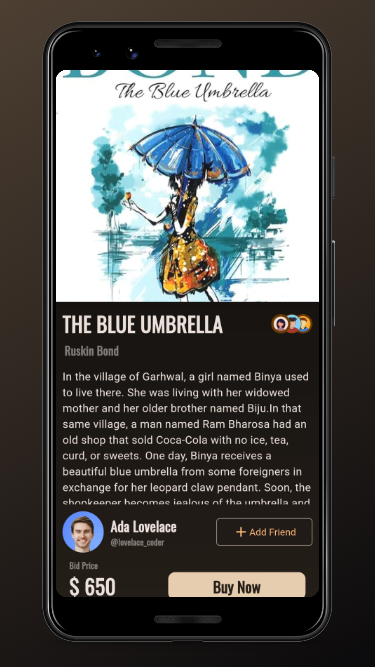 BOND
The Blue Umbrella
THE BLUE UMBRELLA
Ruskin Bond
In the village of Garhwal, a girl named Binya used
to live there. She was living with her widowed
mother and her older brother named Biju.In that
same village, a man named Ram Bharosa had an
old shop that sold Coca-Cola with no ice, tea,
curd, or sweets. One day, Binya receives a
beautiful blue umbrella from some foreigners in
exchange for her leopard claw pendant. Soon, the
shopkeeper becomes jealous of the umbrella and
Ada Lovelace
@lovelace_coder
+ Add Friend
Bid Price
$ 650
Buy Now